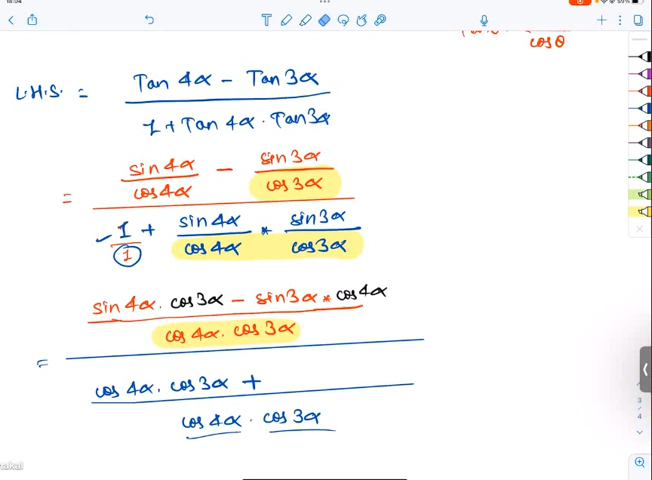 cosθ
L.H.S. = Tan 4α − Tan 3α
1 + Tan 4α . Tan 3α
= sin 4α / cos 4α − sin 3α / cos 3α
1 / 1 + sin 4α / cos 4α * sin 3α / cos 3α
= sin 4α . cos 3α − sin 3α * cos 4α
cos 4α . cos 3α
cos 4α . cos 3α +
cos 4α . cos 3α
3
4